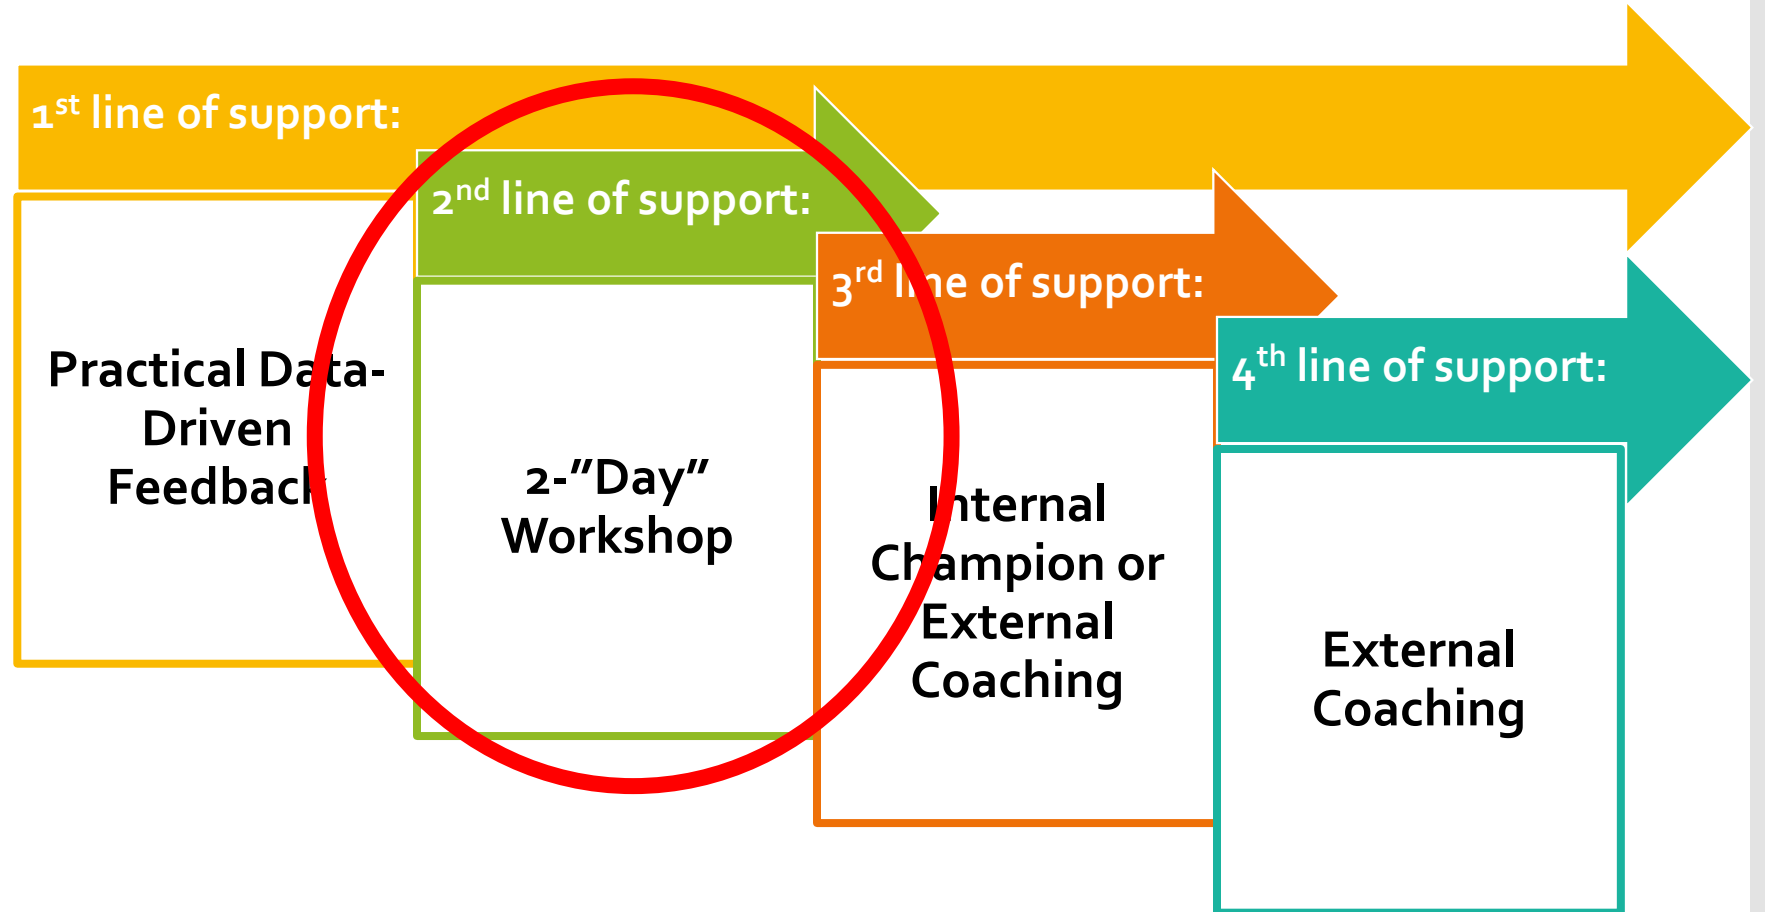 1st line of support:
Practical Data-
Driven
Feedback
2nd line of support:
2-”Day”
Workshop
3rd line of support:
Internal
Champion or
External
Coaching
4th line of support:
External
Coaching